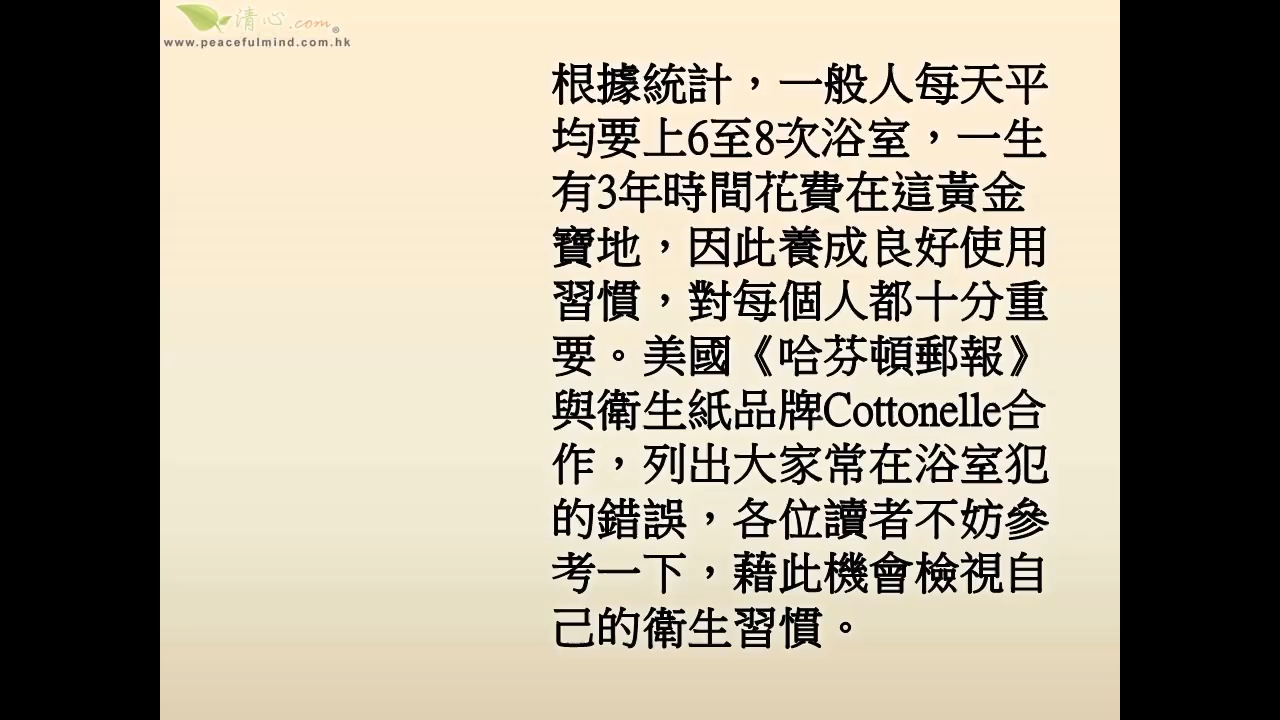 清心.com®
www.peacefulmind.com.hk
根據統計，一般人每天平
均要上6至8次浴室，一生
有3年時間花費在這黃金
寶地，因此養成良好使用
習慣，對每個人都十分重
要。美國《哈芬頓郵報》
與衛生紙品牌Cottonelle合
作，列出大家常在浴室犯
的錯誤，各位讀者不妨參
考一下，藉此機會檢視自
己的衛生習慣。